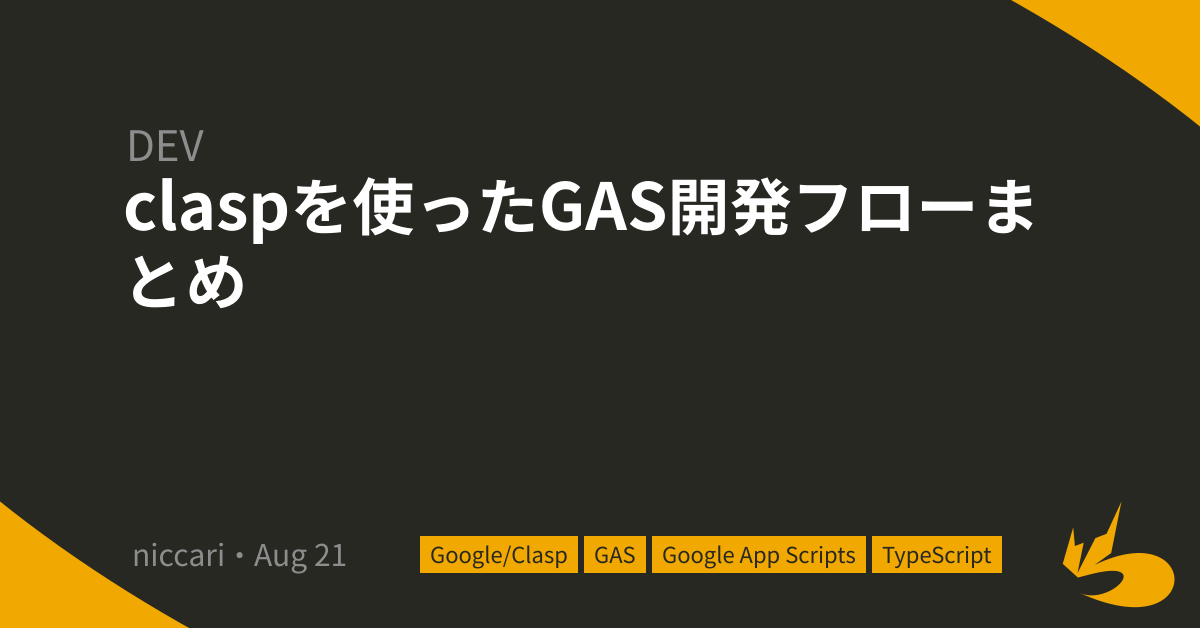 DEV
claspを使ったGAS開発フローま
とめ
niccari・Aug 21
Google/Clasp GAS Google App Scripts TypeScript